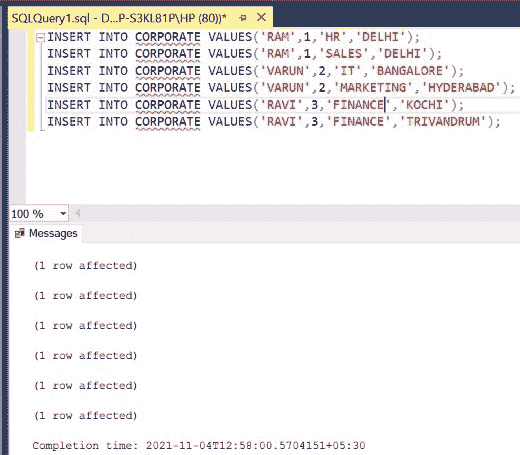 SQLQuery1.sql - D...P-S3KL81P\HP (80))*
INSERT INTO CORPORATE VALUES('RAM',1,'HR','DELHI');
INSERT INTO CORPORATE VALUES('RAM',1,'SALES','DELHI');
INSERT INTO CORPORATE VALUES('VARUN',2,'IT','BANGALORE');
INSERT INTO CORPORATE VALUES('VARUN',2,'MARKETING','HYDERABAD');
INSERT INTO CORPORATE VALUES('RAVI',3,'FINANCE','KOCHI');
INSERT INTO CORPORATE VALUES('RAVI',3,'FINANCE','TRIVANDRUM');
100 %
Messages
(1 row affected)
(1 row affected)
(1 row affected)
(1 row affected)
(1 row affected)
(1 row affected)
Completion time: 2021-11-04T12:58:00.5704151+05:30